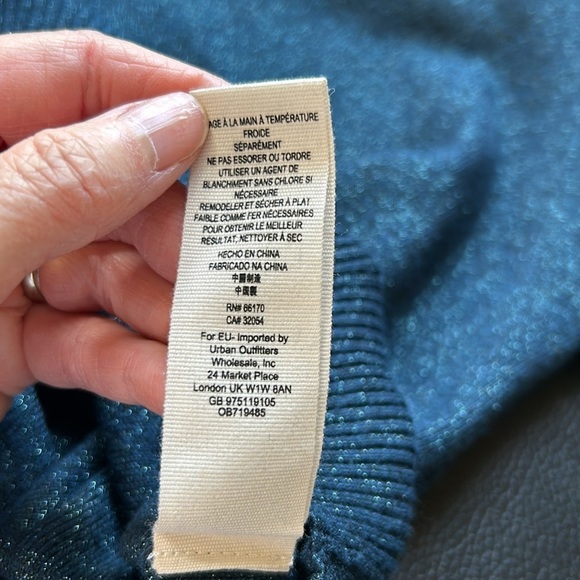 À LA MAIN À TEMPÉRATURE
FROIDE
SÉPARÉMENT
NE PAS ESSORER OU TORDRE
UTILISER UN AGENT DE
BLANCHIMENT SANS CHLORE SI
NÉCESSAIRE
REMODELER ET SÉCHER À PLAT
FAIBLE COMME FER NÉCESSAIRES
POUR OBTENIR LE MEILLEUR
RÉSULTAT, NETTOYER À SEC
HECHO EN CHINA
FABRICADO NA CHINA
中國制造
中國製
RN# 66170
CA# 32054
For EU- Imported by
Urban Outfitters
Wholesale, Inc
24 Market Place
London UK W1W 8AN
GB 975119105
OB719485